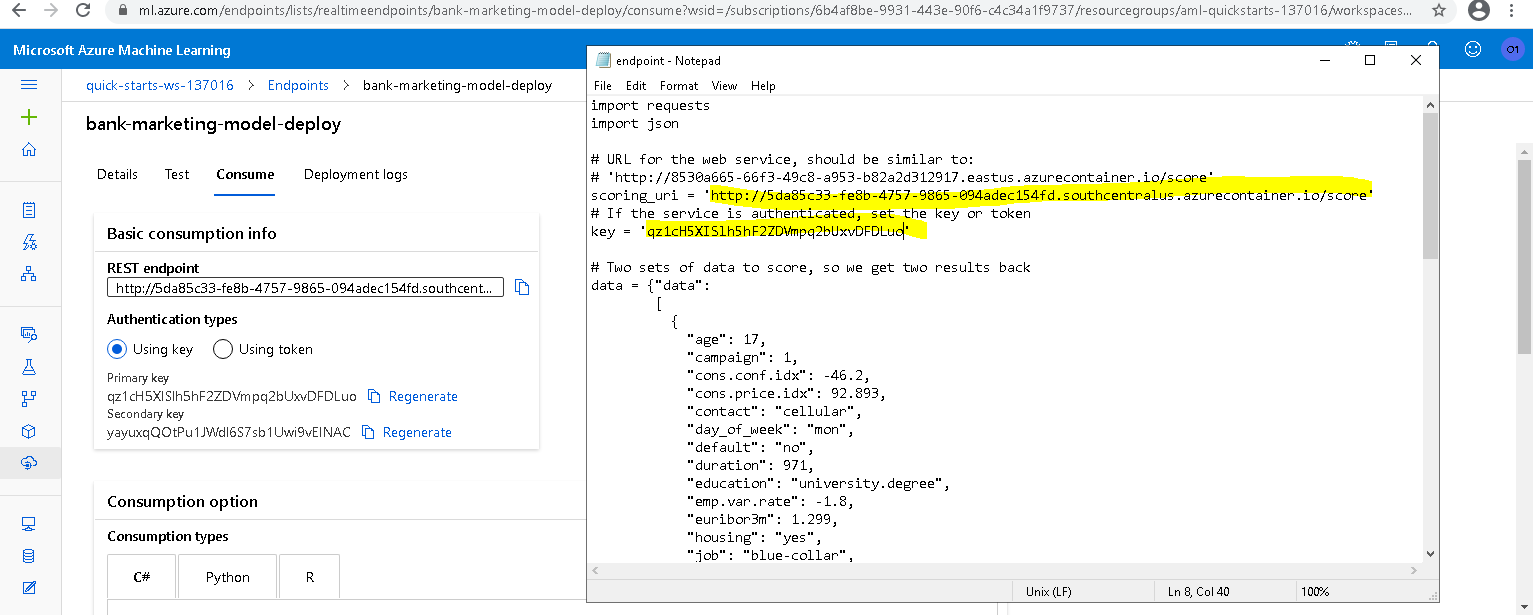 ml.azure.com/endpoints/lists/realtimeendpoints/bank-marketing-model-deploy/consume?wsid=/subscriptions/6b4af8be-9931-443e-90f6-c4c34a1f9737/resourcegroups/aml-quickstarts-137016/workspaces...
Microsoft Azure Machine Learning
01
quick-starts-ws-137016 > Endpoints > bank-marketing-model-deploy
bank-marketing-model-deploy
Details Test Consume Deployment logs
Basic consumption info
REST endpoint
http://5da85c33-fe8b-4757-9865-094adec154fd.southcent...
Authentication types
Using key Using token
Primary key
qz1cH5XISlh5hF2ZDVmpq2bUxvDFDLuo Regenerate
Secondary key
yayuxqQOtPu1JWdl6S7sb1Uwi9vElNAC Regenerate
Consumption option
Consumption types
C# Python R
endpoint - Notepad
File Edit Format View Help
import requests
import json
# URL for the web service, should be similar to:
# 'http://8530a665-66f3-49c8-a953-b82a2d312917.eastus.azurecontainer.io/score'
scoring_uri = 'http://5da85c33-fe8b-4757-9865-094adec154fd.southcentralus.azurecontainer.io/score'
# If the service is authenticated, set the key or token
key = 'qz1cH5XISlh5hF2ZDVmpq2bUxvDFDLuo'
# Two sets of data to score, so we get two results back
data = {"data":
[
{
"age": 17,
"campaign": 1,
"cons.conf.idx": -46.2,
"cons.price.idx": 92.893,
"contact": "cellular",
"day_of_week": "mon",
"default": "no",
"duration": 971,
"education": "university.degree",
"emp.var.rate": -1.8,
"euribor3m": 1.299,
"housing": "yes",
"job": "blue-collar",
Unix (LF) Ln 8, Col 40 100%